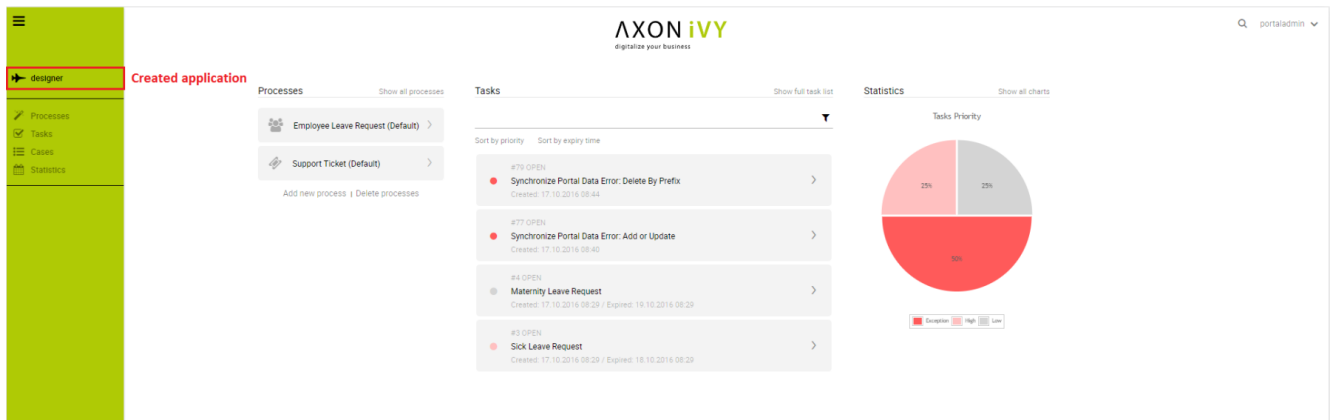 AXON iVY
digitalize your business
portaladmin
designer
Created application
Processes
Tasks
Cases
Statistics
Processes Show all processes
Employee Leave Request (Default)
Support Ticket (Default)
Add new process | Delete processes
Tasks Show full task list
Sort by priority Sort by expiry time
#79 OPEN
Synchronize Portal Data Error: Delete By Prefix
Created: 17.10.2016 08:44
#77 OPEN
Synchronize Portal Data Error: Add or Update
Created: 17.10.2016 08:40
#4 OPEN
Maternity Leave Request
Created: 17.10.2016 08:29 / Expired: 19.10.2016 08:29
#3 OPEN
Sick Leave Request
Created: 17.10.2016 08:29 / Expired: 18.10.2016 08:29
Statistics Show all charts
Tasks Priority
25% 25%
50%
Exception High Low